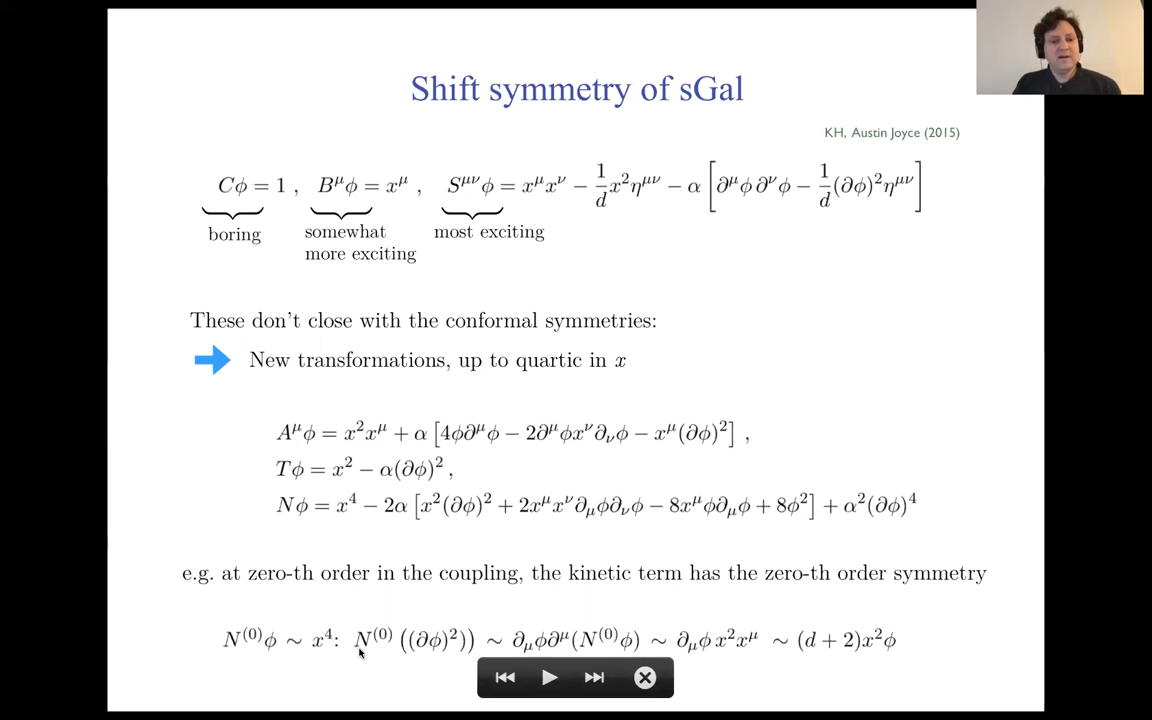 Shift symmetry of sGal
KH, Austin Joyce (2015)
Cϕ = 1 , B^μϕ = x^μ , S^{μν}ϕ = x^μx^ν − \frac{1}{d}x^2η^{μν} − α [∂^μϕ∂^νϕ − \frac{1}{d}(∂ϕ)^2η^{μν}]
boring
somewhat
more exciting
most exciting
These don't close with the conformal symmetries:
New transformations, up to quartic in x
A^μϕ = x^2x^μ + α [4ϕ∂^μϕ − 2∂^μϕx^ν∂_νϕ − x^μ(∂ϕ)^2] ,
Tϕ = x^2 − α(∂ϕ)^2 ,
Nϕ = x^4 − 2α [x^2(∂ϕ)^2 + 2x^μx^ν∂_μϕ∂_νϕ − 8x^μϕ∂_μϕ + 8ϕ^2] + α^2(∂ϕ)^4
e.g. at zero-th order in the coupling, the kinetic term has the zero-th order symmetry
N^{(0)}ϕ ∼ x^4: N^{(0)} ((∂ϕ)^2)) ∼ ∂_μϕ∂^μ(N^{(0)}ϕ) ∼ ∂_μϕ x^2x^μ ∼ (d + 2)x^2ϕ